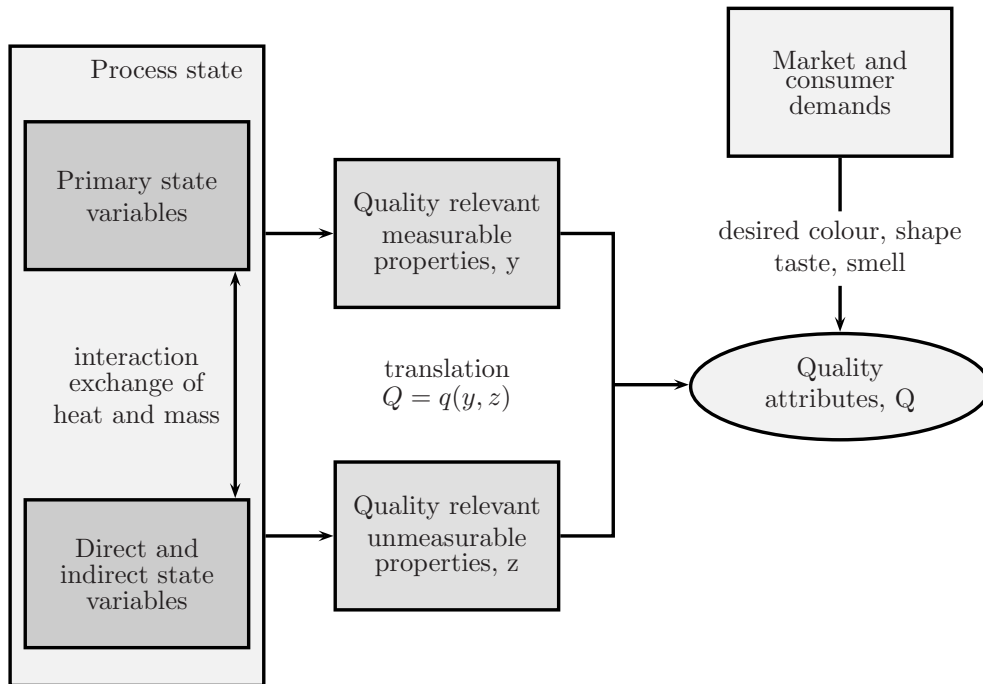 Process state
Primary state
variables
interaction
exchange of
heat and mass
Direct and
indirect state
variables
Quality relevant
measurable
properties, y
translation
Q = q(y, z)
Quality relevant
unmeasurable
properties, z
Market and
consumer
demands
desired colour, shape
taste, smell
Quality
attributes, Q